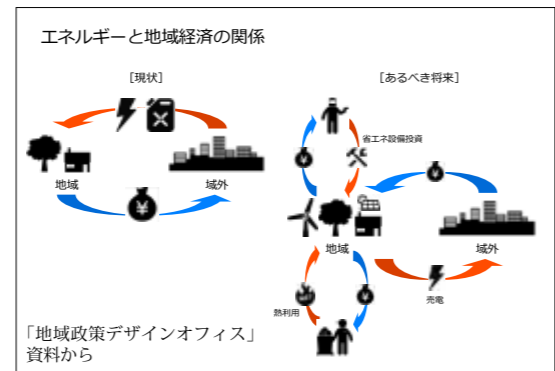 エネルギーと地域経済の関係
［現状］
［あるべき将来］
省エネ設備投資
¥
地域
域外
¥
¥
地域
域外
熱利用
¥
売電
「地域政策デザインオフィス」
資料から